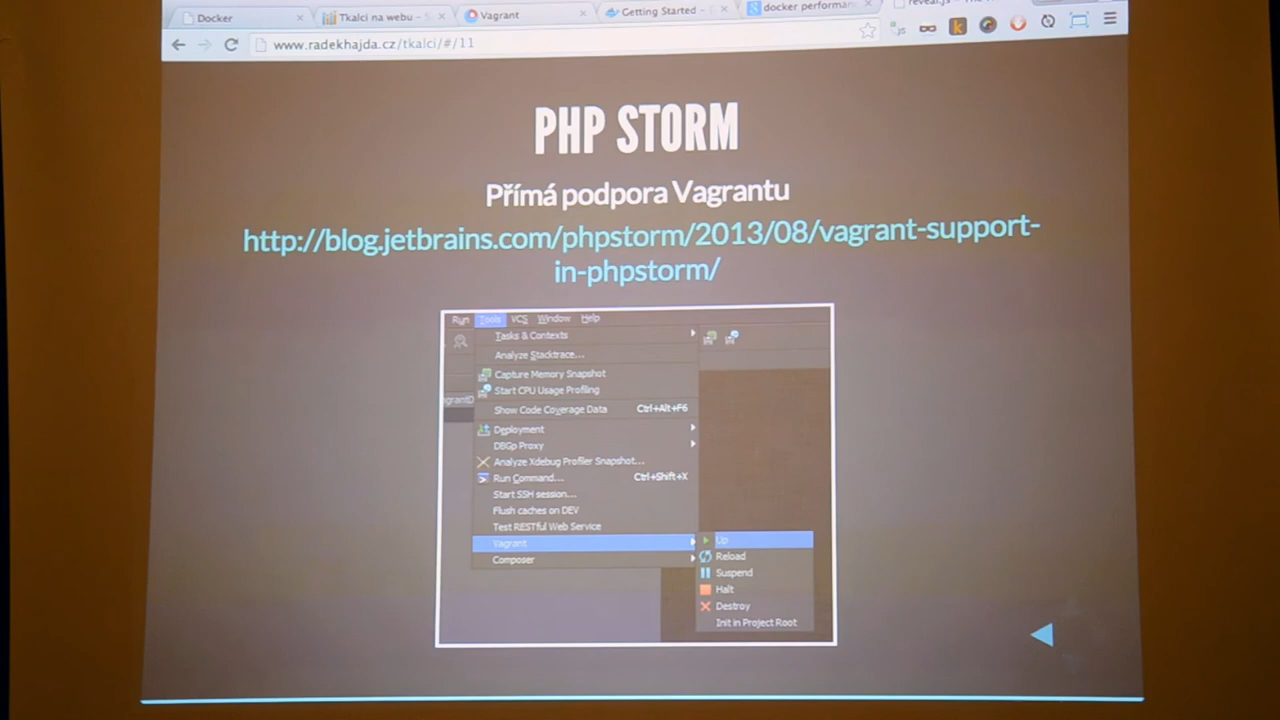 Docker
Tkalci na webu - S
Vagrant
Getting Started -
docker performan
reveal.js - The
www.radekhajda.cz/tkalci/#/11
PHP STORM
Přímá podpora Vagrantu
http://blog.jetbrains.com/phpstorm/2013/08/vagrant-support-
in-phpstorm/
Run Tools VCS Window Help
Tasks & Contexts
Analyze Stacktrace...
Capture Memory Snapshot
Start CPU Usage Profiling
Show Code Coverage Data Ctrl+Alt+F6
Deployment
DBGp Proxy
Analyze Xdebug Profiler Snapshot...
Run Command... Ctrl+Shift+X
Start SSH session...
Flush caches on DEV
Test RESTful Web Service
Vagrant
Composer
Up
Reload
Suspend
Halt
Destroy
Init in Project Root